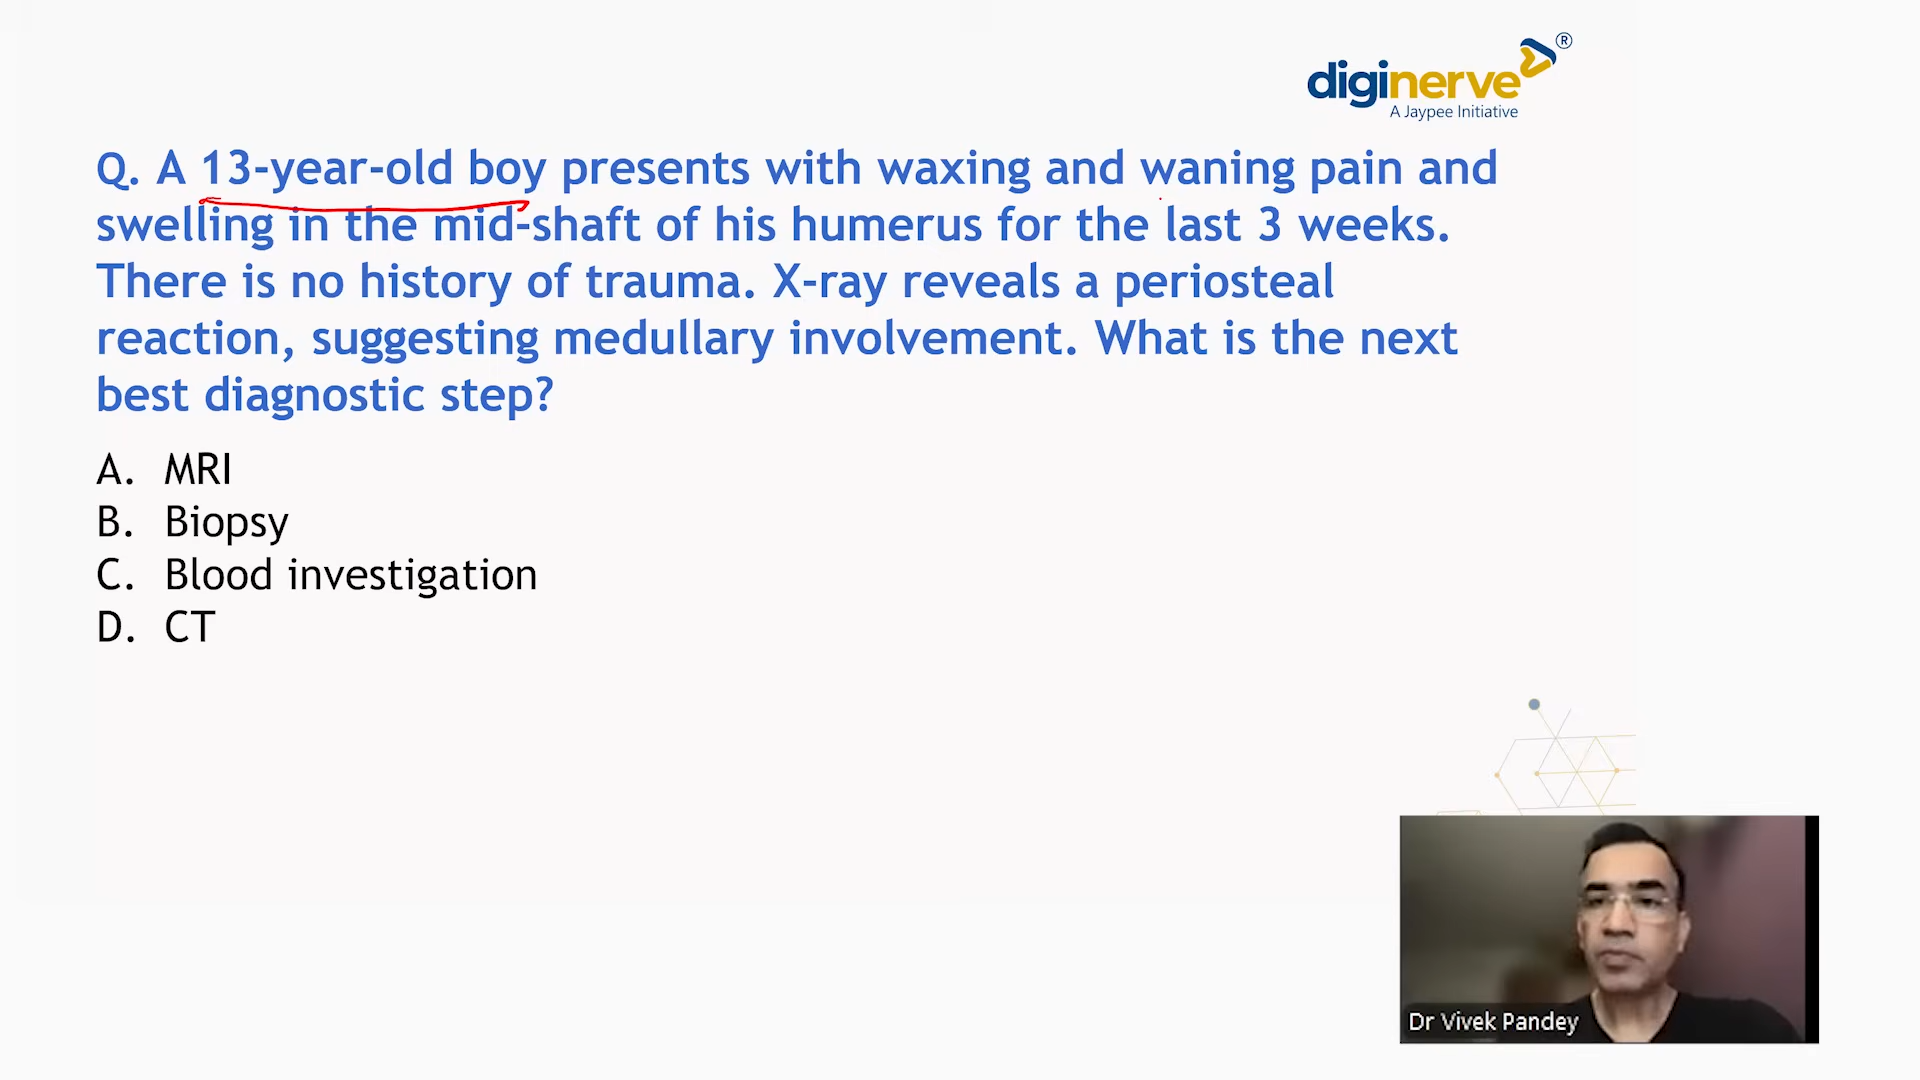 diginerve®
A Jaypee Initiative
Q. A 13-year-old boy presents with waxing and waning pain and
swelling in the mid-shaft of his humerus for the last 3 weeks.
There is no history of trauma. X-ray reveals a periosteal
reaction, suggesting medullary involvement. What is the next
best diagnostic step?
A. MRI
B. Biopsy
C. Blood investigation
D. CT
Dr Vivek Pandey